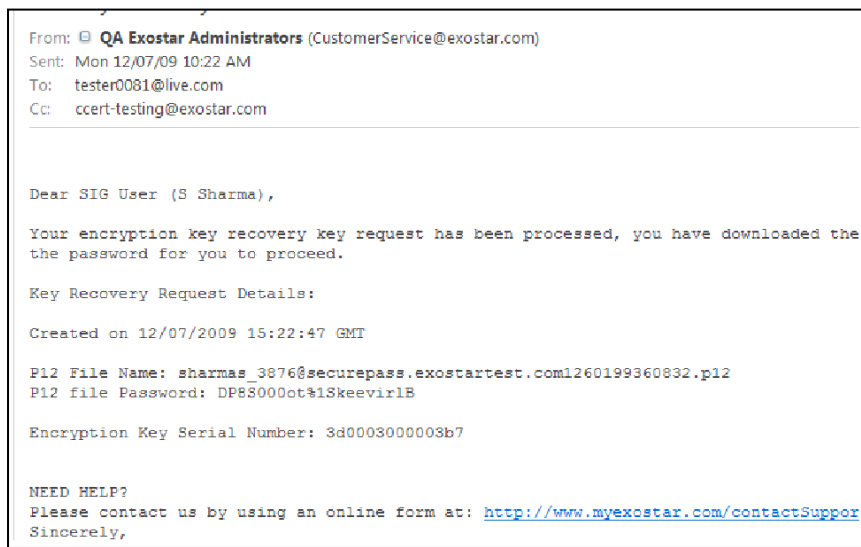 From: QA Exostar Administrators (CustomerService@exostar.com)
Sent: Mon 12/07/09 10:22 AM
To: tester0081@live.com
Cc: ccert-testing@exostar.com
Dear SIG User (S Sharma),
Your encryption key recovery key request has been processed, you have downloaded the
the password for you to proceed.
Key Recovery Request Details:
Created on 12/07/2009 15:22:47 GMT
P12 File Name: sharmas_3876@securepass.exostartest.com1260199360832.p12
P12 file Password: DP8S000ot%1SkeevirlB
Encryption Key Serial Number: 3d0003000003b7
NEED HELP?
Please contact us by using an online form at: http://www.myexostar.com/contactSuppor
Sincerely,